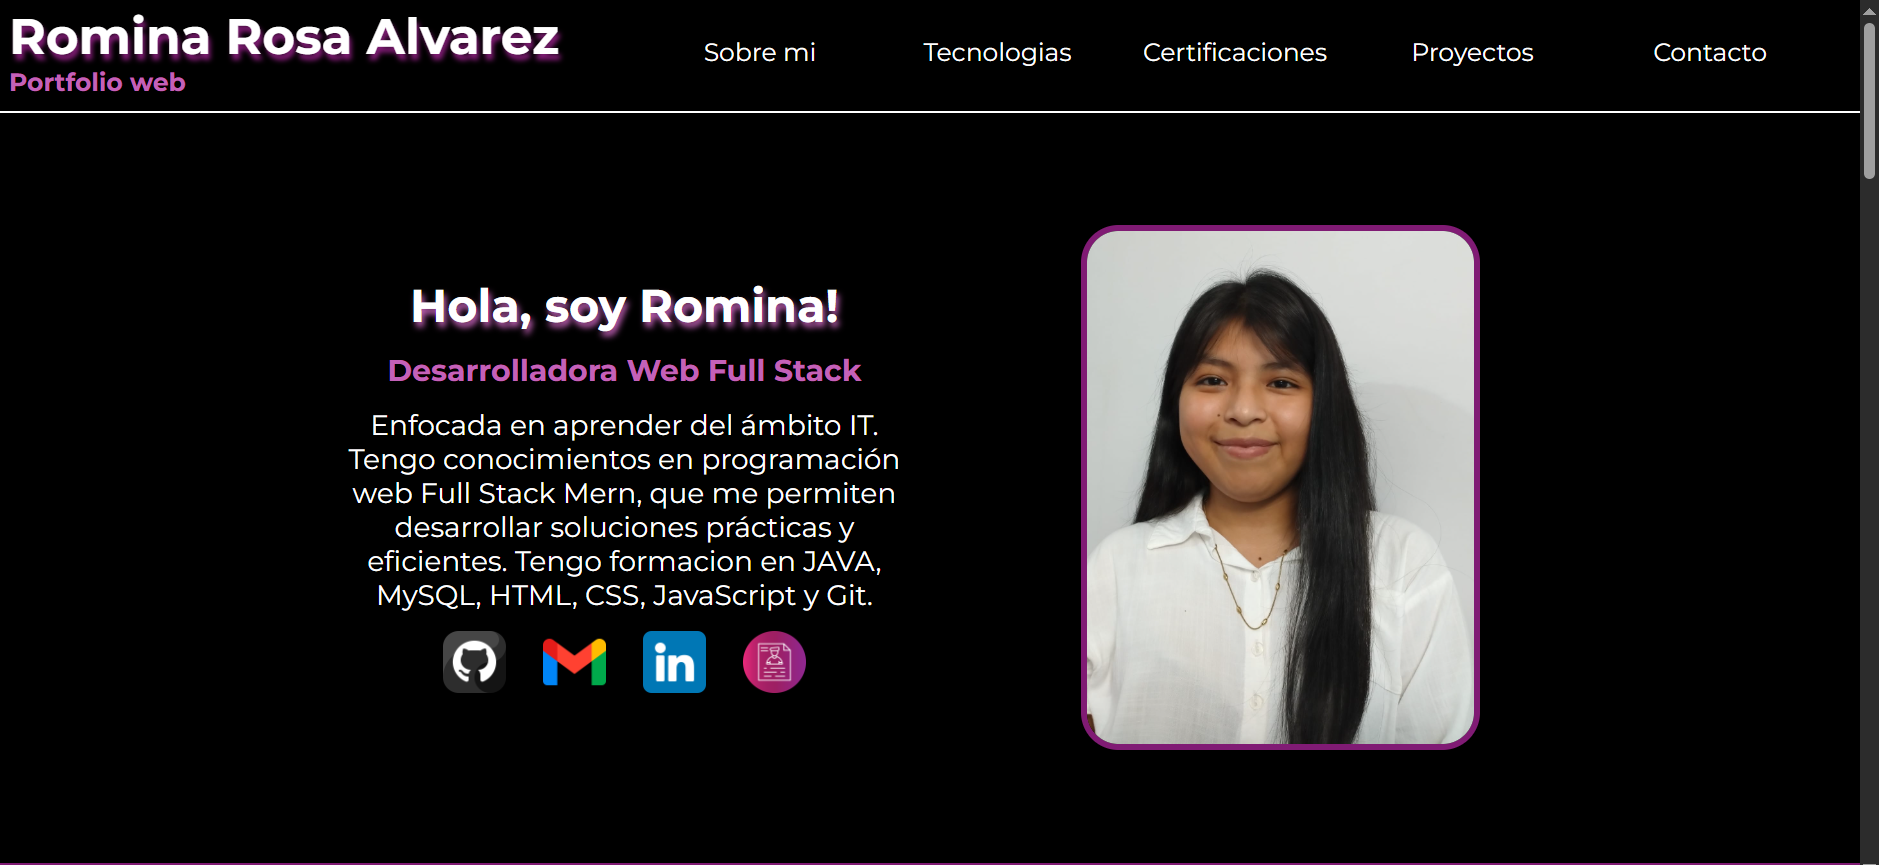 Romina Rosa Alvarez
Portfolio web
Sobre mi
Tecnologias
Certificaciones
Proyectos
Contacto
Hola, soy Romina!
Desarrolladora Web Full Stack
Enfocada en aprender del ámbito IT.
Tengo conocimientos en programación
web Full Stack Mern, que me permiten
desarrollar soluciones prácticas y
eficientes. Tengo formacion en JAVA,
MySQL, HTML, CSS, JavaScript y Git.
in